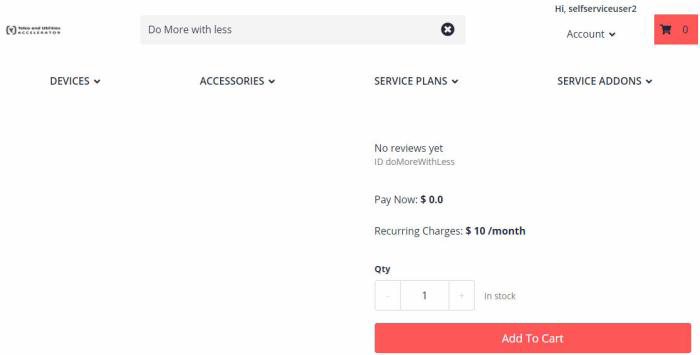 Hi, selfserviceuser2
Telco and Utilities
ACCELERATOR
Do More with less
Account
0
DEVICES
ACCESSORIES
SERVICE PLANS
SERVICE ADDONS
No reviews yet
ID doMoreWithLess
Pay Now: $ 0.0
Recurring Charges: $ 10 /month
Qty
- 1 + In stock
Add To Cart